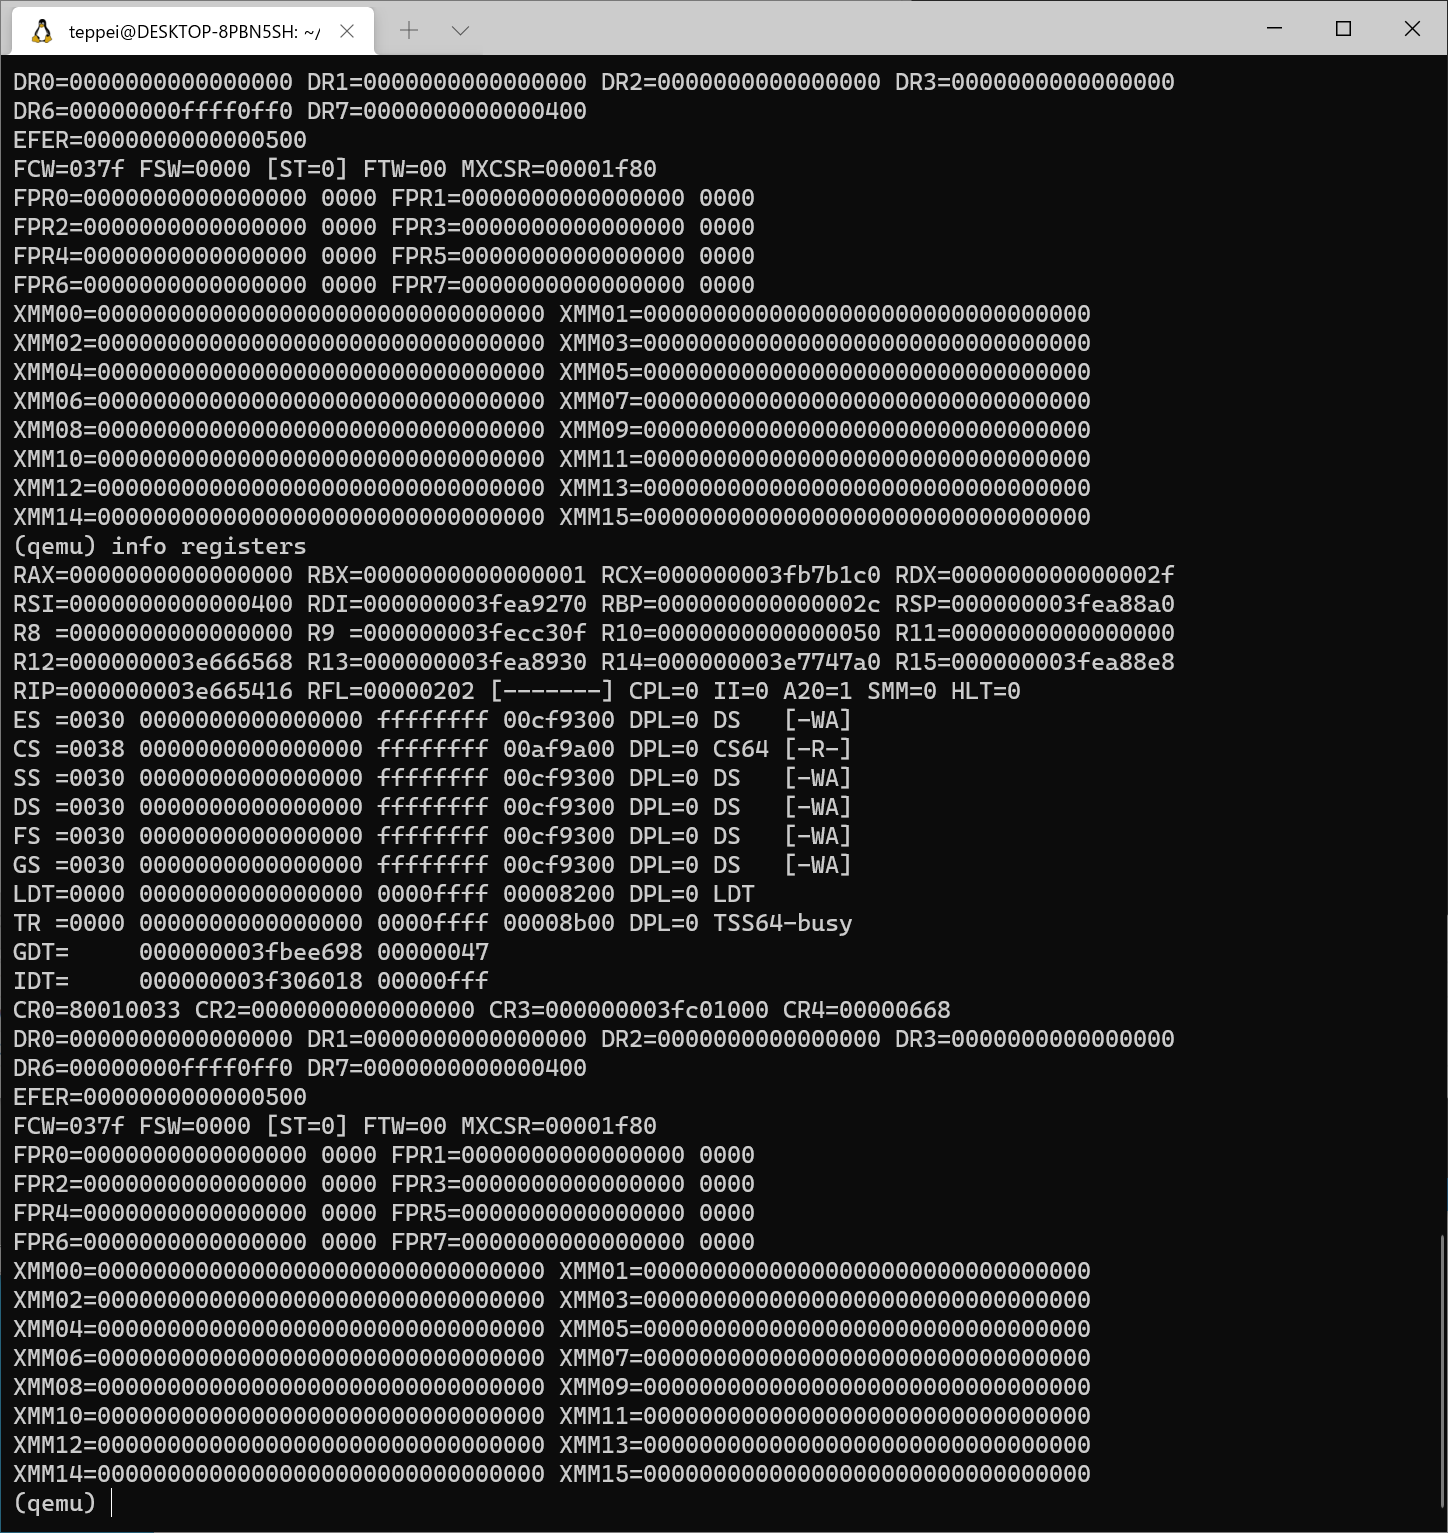 teppei@DESKTOP-8PBN5SH: ~/
DR0=0000000000000000 DR1=0000000000000000 DR2=0000000000000000 DR3=0000000000000000
DR6=00000000ffff0ff0 DR7=0000000000000400
EFER=0000000000000500
FCW=037f FSW=0000 [ST=0] FTW=00 MXCSR=00001f80
FPR0=0000000000000000 0000 FPR1=0000000000000000 0000
FPR2=0000000000000000 0000 FPR3=0000000000000000 0000
FPR4=0000000000000000 0000 FPR5=0000000000000000 0000
FPR6=0000000000000000 0000 FPR7=0000000000000000 0000
XMM00=00000000000000000000000000000000 XMM01=00000000000000000000000000000000
XMM02=00000000000000000000000000000000 XMM03=00000000000000000000000000000000
XMM04=00000000000000000000000000000000 XMM05=00000000000000000000000000000000
XMM06=00000000000000000000000000000000 XMM07=00000000000000000000000000000000
XMM08=00000000000000000000000000000000 XMM09=00000000000000000000000000000000
XMM10=00000000000000000000000000000000 XMM11=00000000000000000000000000000000
XMM12=00000000000000000000000000000000 XMM13=00000000000000000000000000000000
XMM14=00000000000000000000000000000000 XMM15=00000000000000000000000000000000
(qemu) info registers
RAX=0000000000000000 RBX=0000000000000001 RCX=000000003fb7b1c0 RDX=000000000000002f
RSI=0000000000000400 RDI=000000003fea9270 RBP=000000000000002c RSP=000000003fea88a0
R8 =0000000000000000 R9 =000000003fecc30f R10=0000000000000050 R11=0000000000000000
R12=000000003e666568 R13=000000003fea8930 R14=000000003e7747a0 R15=000000003fea88e8
RIP=000000003e665416 RFL=00000202 [-------] CPL=0 II=0 A20=1 SMM=0 HLT=0
ES =0030 0000000000000000 ffffffff 00cf9300 DPL=0 DS   [-WA]
CS =0038 0000000000000000 ffffffff 00af9a00 DPL=0 CS64 [-R-]
SS =0030 0000000000000000 ffffffff 00cf9300 DPL=0 DS   [-WA]
DS =0030 0000000000000000 ffffffff 00cf9300 DPL=0 DS   [-WA]
FS =0030 0000000000000000 ffffffff 00cf9300 DPL=0 DS   [-WA]
GS =0030 0000000000000000 ffffffff 00cf9300 DPL=0 DS   [-WA]
LDT=0000 0000000000000000 0000ffff 00008200 DPL=0 LDT
TR =0000 0000000000000000 0000ffff 00008b00 DPL=0 TSS64-busy
GDT=     000000003fbee698 00000047
IDT=     000000003f306018 00000fff
CR0=80010033 CR2=0000000000000000 CR3=000000003fc01000 CR4=00000668
DR0=0000000000000000 DR1=0000000000000000 DR2=0000000000000000 DR3=0000000000000000
DR6=00000000ffff0ff0 DR7=0000000000000400
EFER=0000000000000500
FCW=037f FSW=0000 [ST=0] FTW=00 MXCSR=00001f80
FPR0=0000000000000000 0000 FPR1=0000000000000000 0000
FPR2=0000000000000000 0000 FPR3=0000000000000000 0000
FPR4=0000000000000000 0000 FPR5=0000000000000000 0000
FPR6=0000000000000000 0000 FPR7=0000000000000000 0000
XMM00=00000000000000000000000000000000 XMM01=00000000000000000000000000000000
XMM02=00000000000000000000000000000000 XMM03=00000000000000000000000000000000
XMM04=00000000000000000000000000000000 XMM05=00000000000000000000000000000000
XMM06=00000000000000000000000000000000 XMM07=00000000000000000000000000000000
XMM08=00000000000000000000000000000000 XMM09=00000000000000000000000000000000
XMM10=00000000000000000000000000000000 XMM11=00000000000000000000000000000000
XMM12=00000000000000000000000000000000 XMM13=00000000000000000000000000000000
XMM14=00000000000000000000000000000000 XMM15=00000000000000000000000000000000
(qemu)